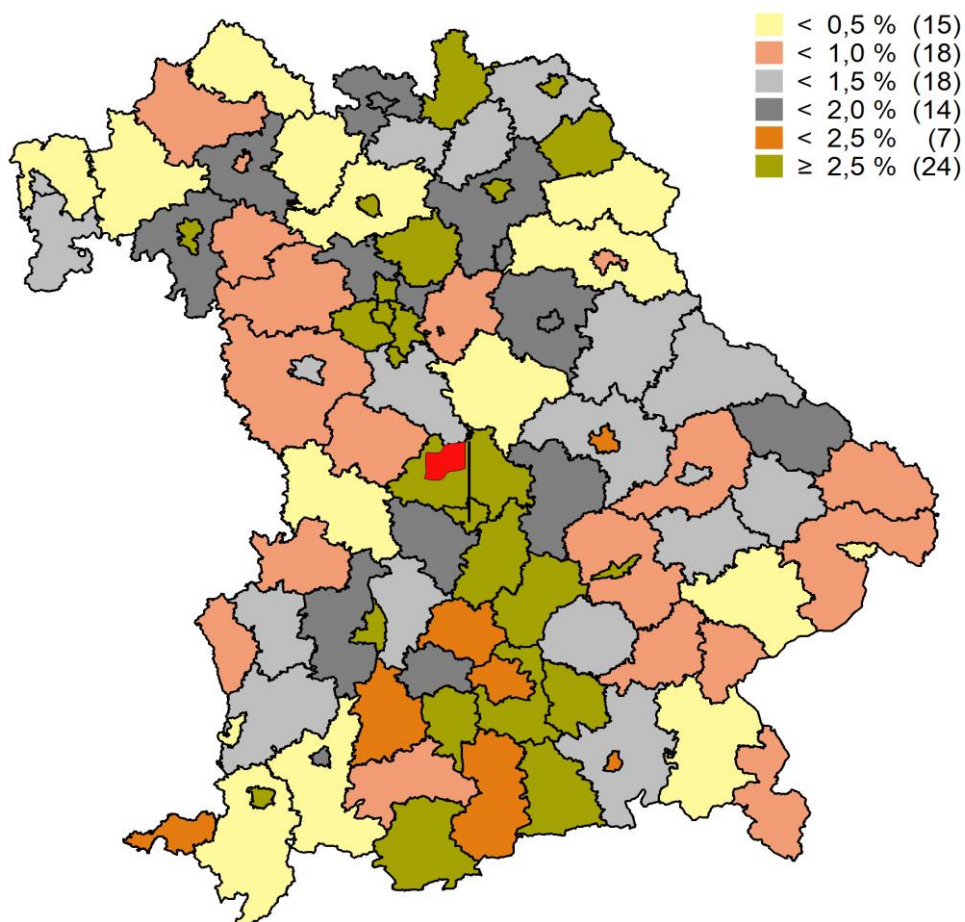 < 0,5 % (15)
< 1,0 % (18)
< 1,5 % (18)
< 2,0 % (14)
< 2,5 % (7)
≥ 2,5 % (24)